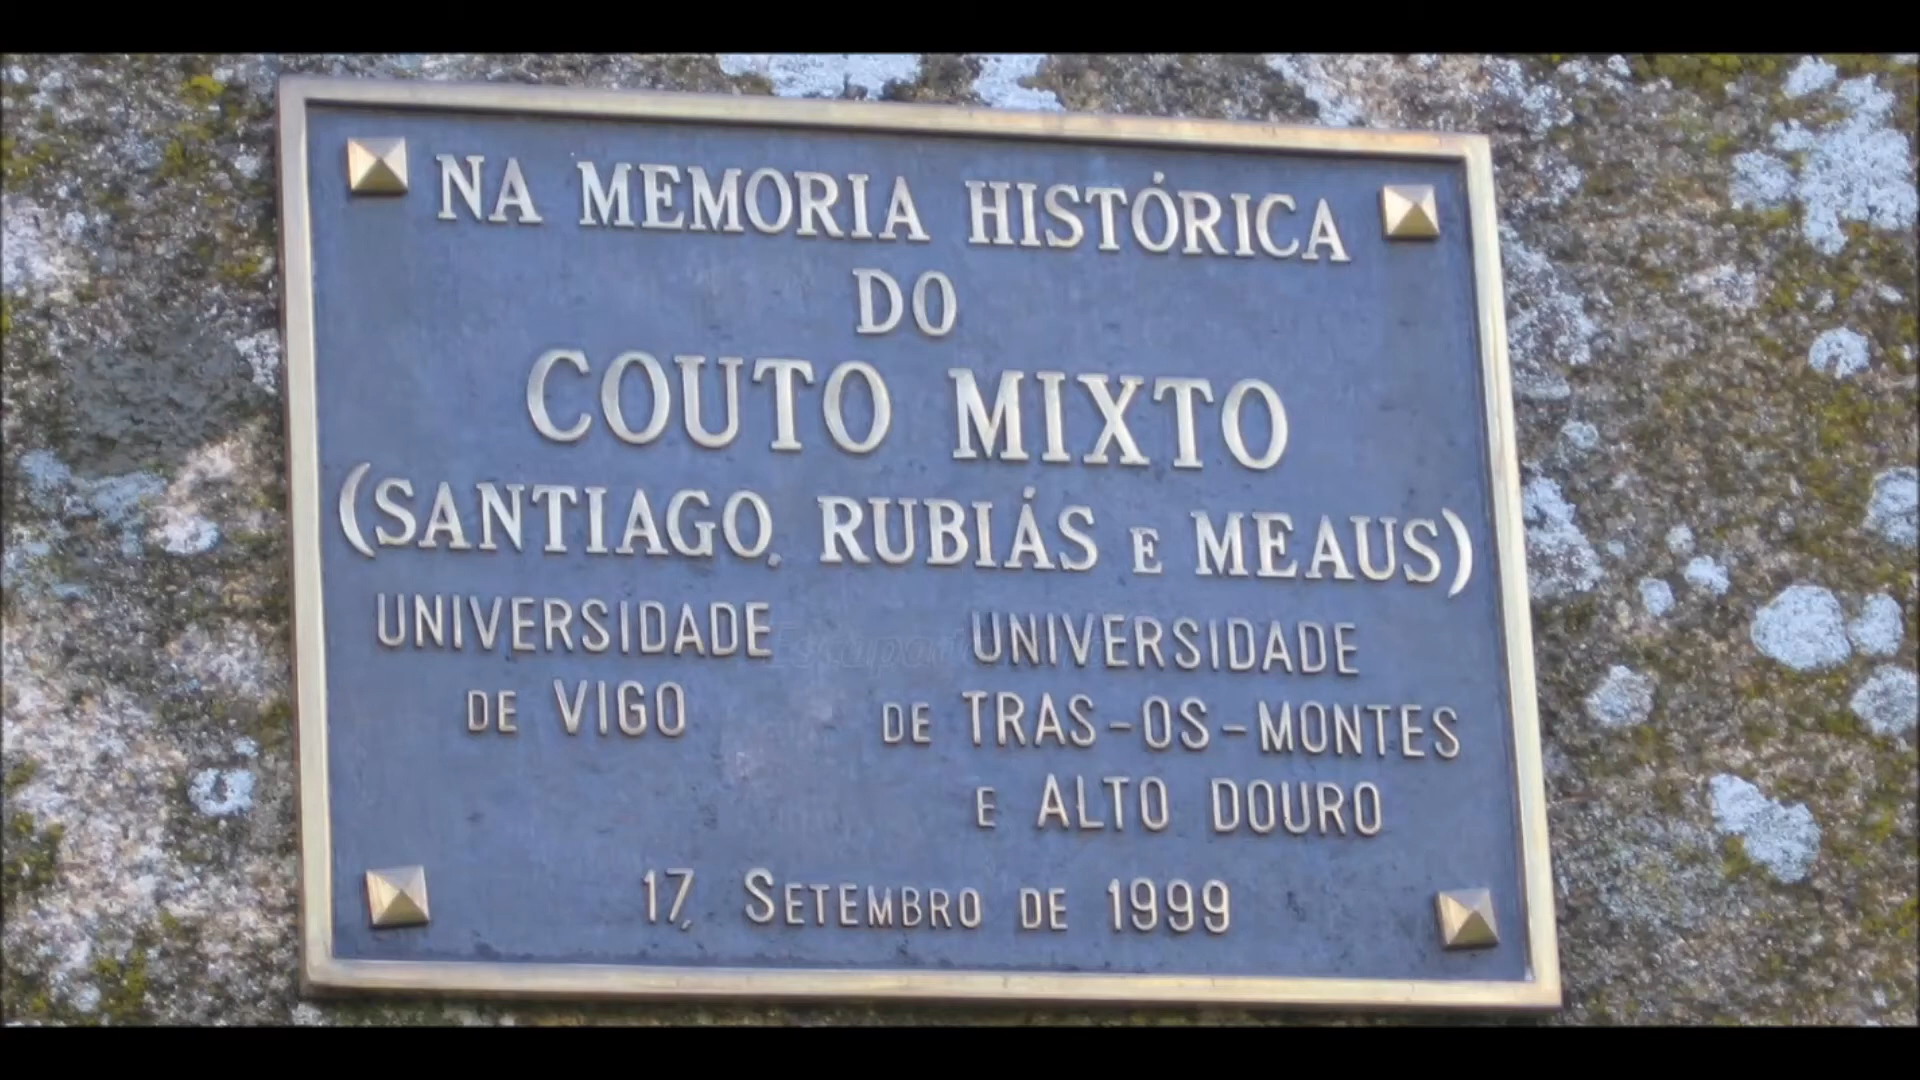 NA MEMORIA HISTÓRICA
DO
COUTO MIXTO
(SANTIAGO, RUBIÁS E MEAUS)
UNIVERSIDADE
DE VIGO
UNIVERSIDADE
DE TRAS-OS-MONTES
E ALTO DOURO
17, SETEMBRO DE 1999